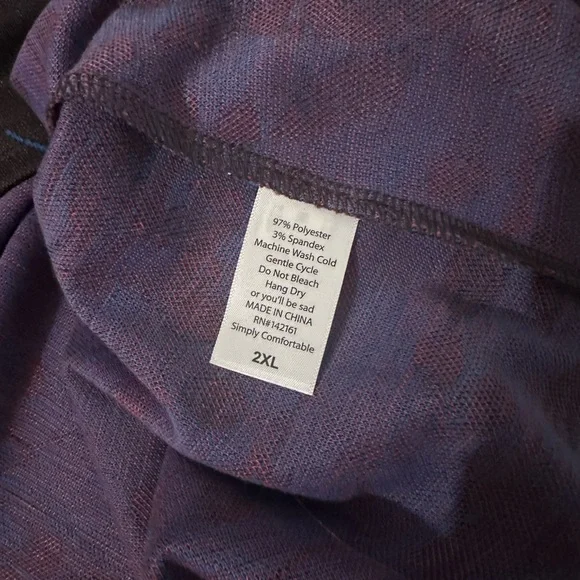 97% Polyester
3% Spandex
Machine Wash Cold
Gentle Cycle
Do Not Bleach
Hang Dry
or you'll be sad
MADE IN CHINA
RN#142161
Simply Comfortable
2XL